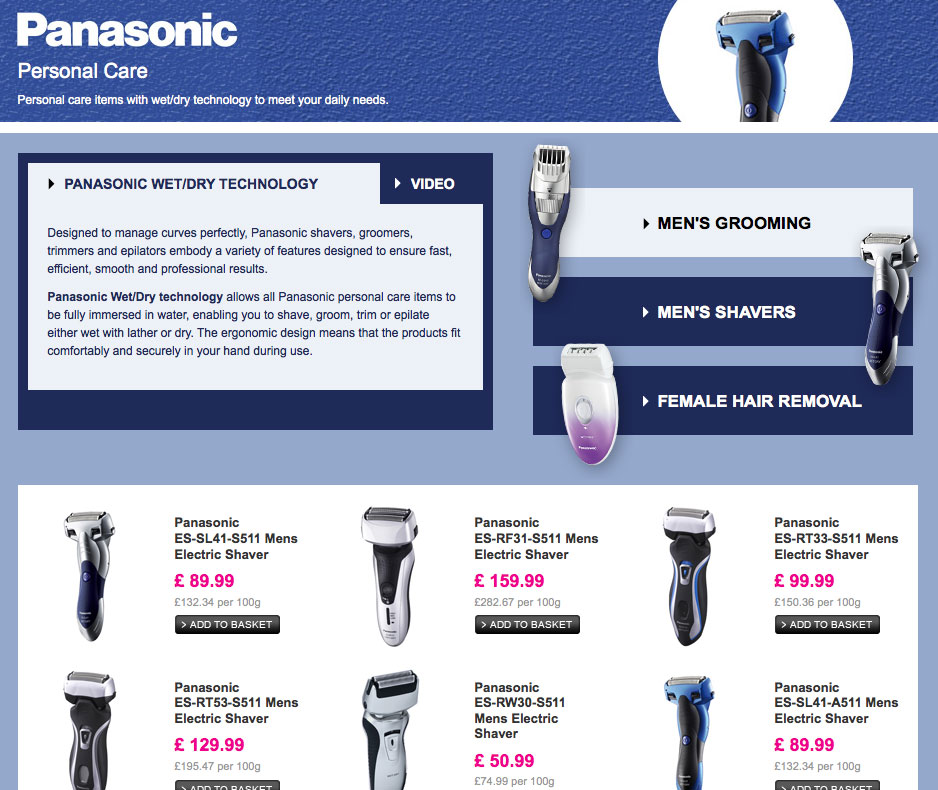 Panasonic
Personal Care
Personal care items with wet/dry technology to meet your daily needs.
PANASONIC WET/DRY TECHNOLOGY
VIDEO
Designed to manage curves perfectly, Panasonic shavers, groomers,
trimmers and epilators embody a variety of features designed to ensure fast,
efficient, smooth and professional results.
Panasonic Wet/Dry technology allows all Panasonic personal care items to
be fully immersed in water, enabling you to shave, groom, trim or epilate
either wet with lather or dry. The ergonomic design means that the products fit
comfortably and securely in your hand during use.
MEN'S GROOMING
Panasonic
MEN'S SHAVERS
Panasonic
FEMALE HAIR REMOVAL
Panasonic
Panasonic
ES-SL41-S511 Mens
Electric Shaver
£ 89.99
£132.34 per 100g
> ADD TO BASKET
Panasonic
ES-RF31-S511 Mens
Electric Shaver
£ 159.99
£282.67 per 100g
> ADD TO BASKET
Panasonic
ES-RT33-S511 Mens
Electric Shaver
£ 99.99
£150.36 per 100g
> ADD TO BASKET
Panasonic
ES-RT53-S511 Mens
Electric Shaver
£ 129.99
£195.47 per 100g
> ADD TO BASKET
Panasonic
ES-RW30-S511
Mens Electric
Shaver
£ 50.99
£74.99 per 100g
Panasonic
ES-SL41-A511 Mens
Electric Shaver
£ 89.99
£132.34 per 100g
> ADD TO BASKET